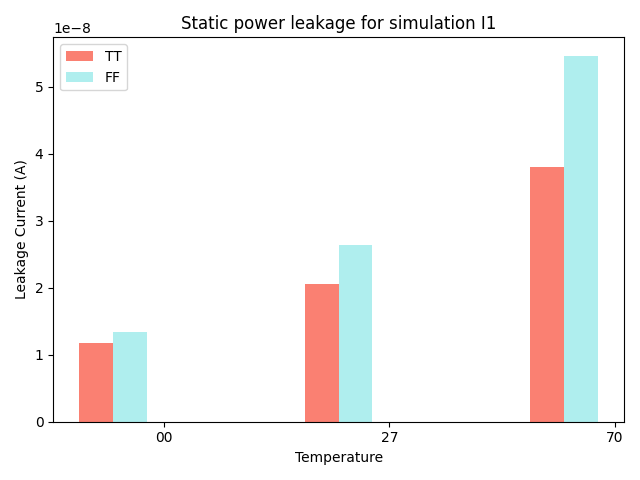 Static power leakage for simulation I1
1e−8
TT
FF
5
4
3
2
1
0
Leakage Current (A)
00
27
70
Temperature